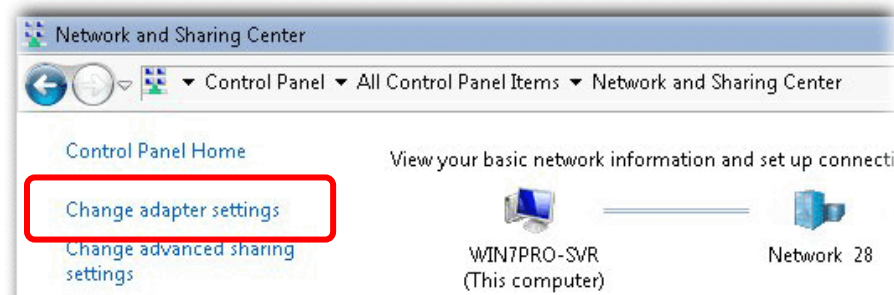 Network and Sharing Center
Control Panel All Control Panel Items Network and Sharing Center
Control Panel Home
View your basic network information and set up connecti
Change adapter settings
Change advanced sharing
settings
WIN7PRO-SVR
(This computer)
Network 28